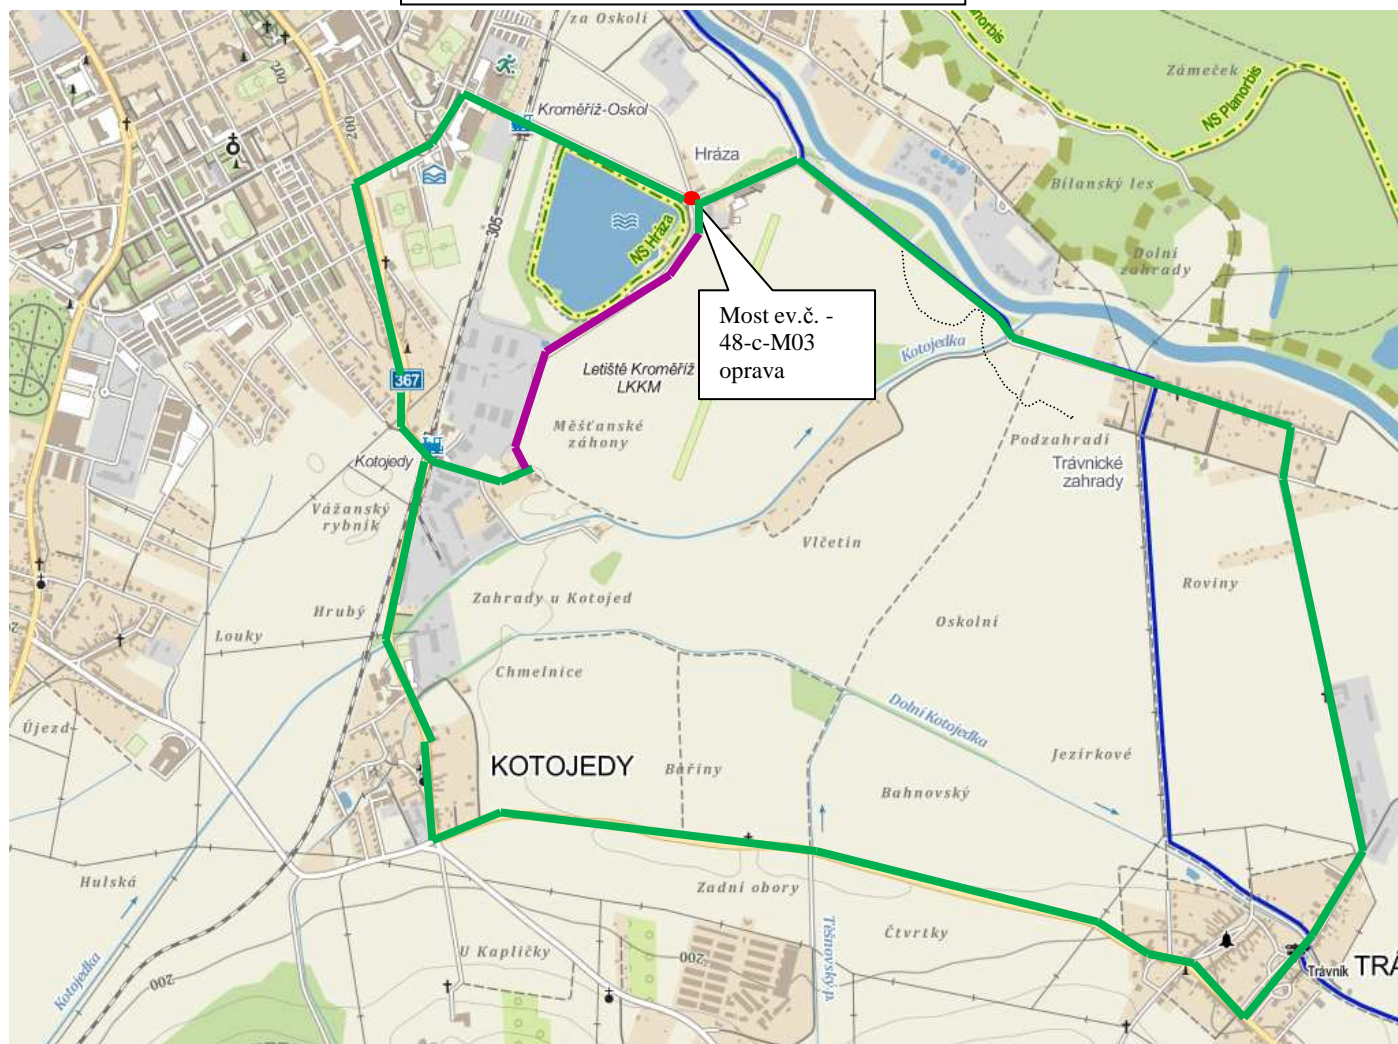 za Oskolí
Planorbis
Zámeček
NS Planorbis
200
200
Kroměříž-Oskol
Hráza
Bílanský les
305
NS Hráza
Dolní
zahrady
Most ev.č. -
48-c-M03
oprava
Kotojedka
367
Letiště Kroměříž
LKKM
Měšťanské
záhony
Podzahradí
Trávnické
zahrady
Kotojedy
Vážanský
rybník
Vlčetín
Roviny
Zahrady u Kotojed
Hrubý
Louky
Oskolní
Chmelnice
Dolní Kotojedka
Újezd
Jezírkové
KOTOJEDY
Bařiny
Bahnovský
Hulská
Zadní obory
Čtvrtky
U Kapličky
Těšnovský p.
200
200
Kotojedka
Trávník
TRÁ